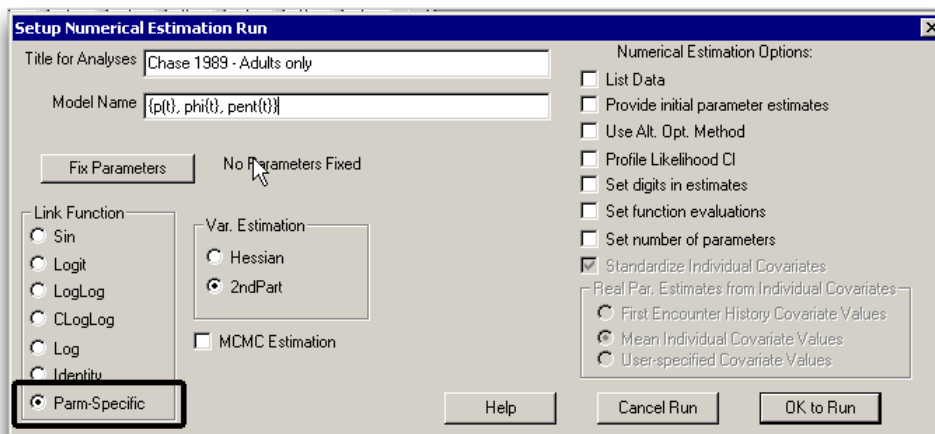 Setup Numerical Estimation Run
Title for Analyses
Chase 1989 - Adults only
Model Name
{p{t}, phi{t}, pent{t}}
Fix Parameters
No Parameters Fixed
Link Function
Sin
Logit
LogLog
CLogLog
Log
Identity
Parm-Specific
Var. Estimation
Hessian
2ndPart
MCMC Estimation
Numerical Estimation Options:
List Data
Provide initial parameter estimates
Use Alt. Opt. Method
Profile Likelihood CI
Set digits in estimates
Set function evaluations
Set number of parameters
Standardize Individual Covariates
Real Par. Estimates from Individual Covariates
First Encounter History Covariate Values
Mean Individual Covariate Values
User-specified Covariate Values
Help
Cancel Run
OK to Run